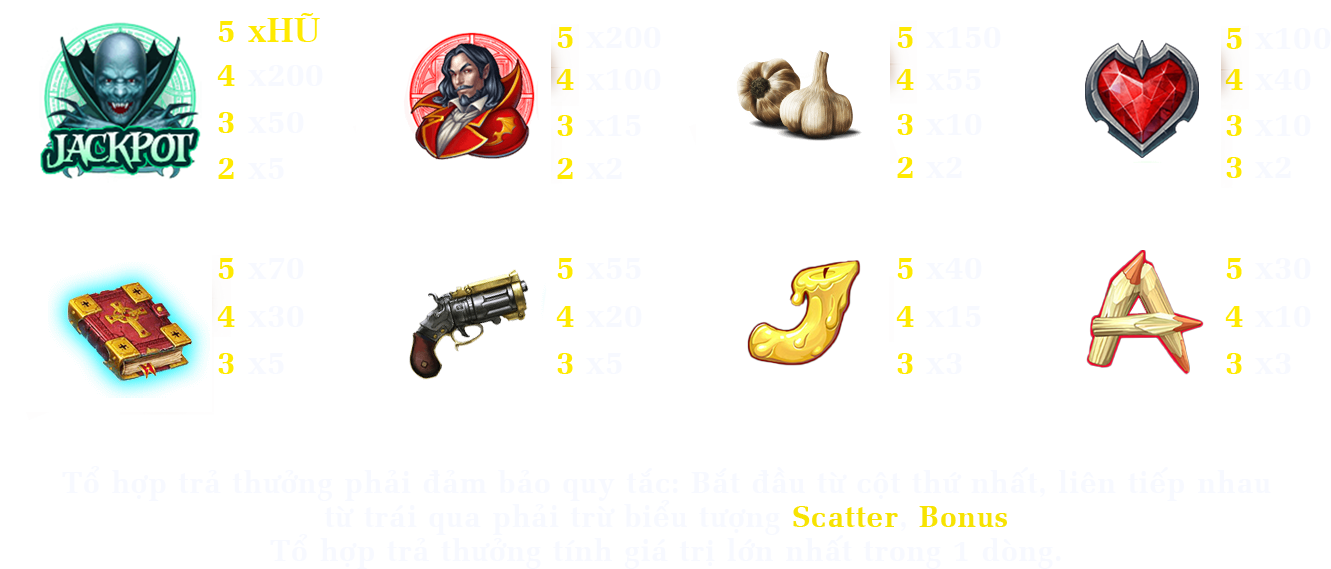 JACKPOT
5 xHŨ
4 x200
3 x50
2 x5
5 x200
4 x100
3 x15
2 x2
5 x150
4 x55
3 x10
2 x2
5 x100
4 x40
3 x10
3 x2
5 x70
4 x30
3 x5
5 x55
4 x20
3 x5
5 x40
4 x15
3 x3
5 x30
4 x10
3 x3
Tổ hợp trả thưởng phải đảm bảo quy tắc: Bắt đầu từ cột thứ nhất, liên tiếp nhau
từ trái qua phải trừ biểu tượng Scatter, Bonus
Tổ hợp trả thưởng tính giá trị lớn nhất trong 1 dòng.